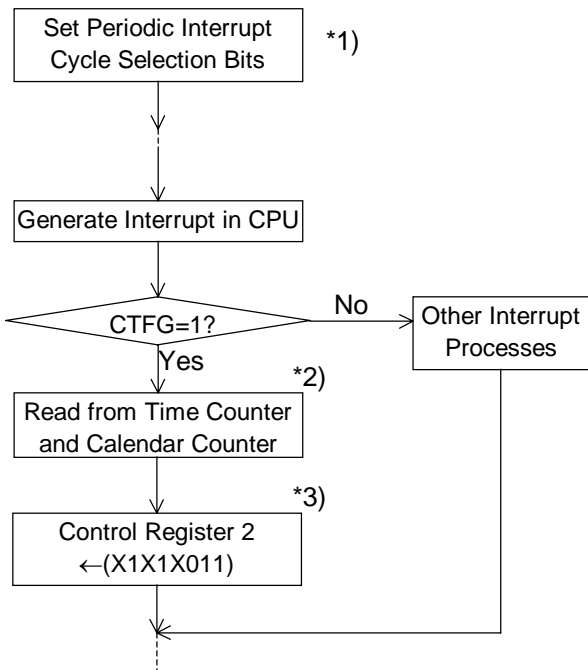 Set Periodic Interrupt
Cycle Selection Bits
*1)
Generate Interrupt in CPU
CTFG=1?
No
Other Interrupt
Processes
Yes
*2)
Read from Time Counter
and Calendar Counter
*3)
Control Register 2
←(X1X1X011)